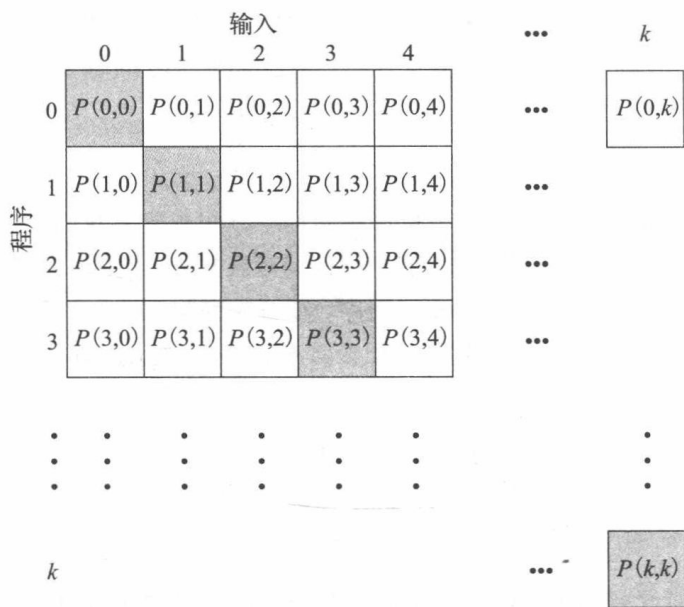 输入
0 1 2 3 4 ••• k
0 P(0,0) P(0,1) P(0,2) P(0,3) P(0,4) ••• P(0,k)
1 P(1,0) P(1,1) P(1,2) P(1,3) P(1,4) •••
程序
2 P(2,0) P(2,1) P(2,2) P(2,3) P(2,4) •••
3 P(3,0) P(3,1) P(3,2) P(3,3) P(3,4) •••
k ••• P(k,k)